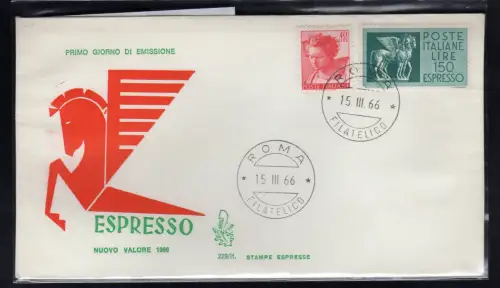 PRIMO GIORNO DI EMISSIONE
POSTE ITALIANE
POSTE
ITALIANE
LIRE
150
ESPRESSO
ROMA
15 III. 66
FILATELICO
ROMA
15 III. 66
FILATELICO
ESPRESSO
NUOVO VALORE 1966
STAMPE ESPRESSE